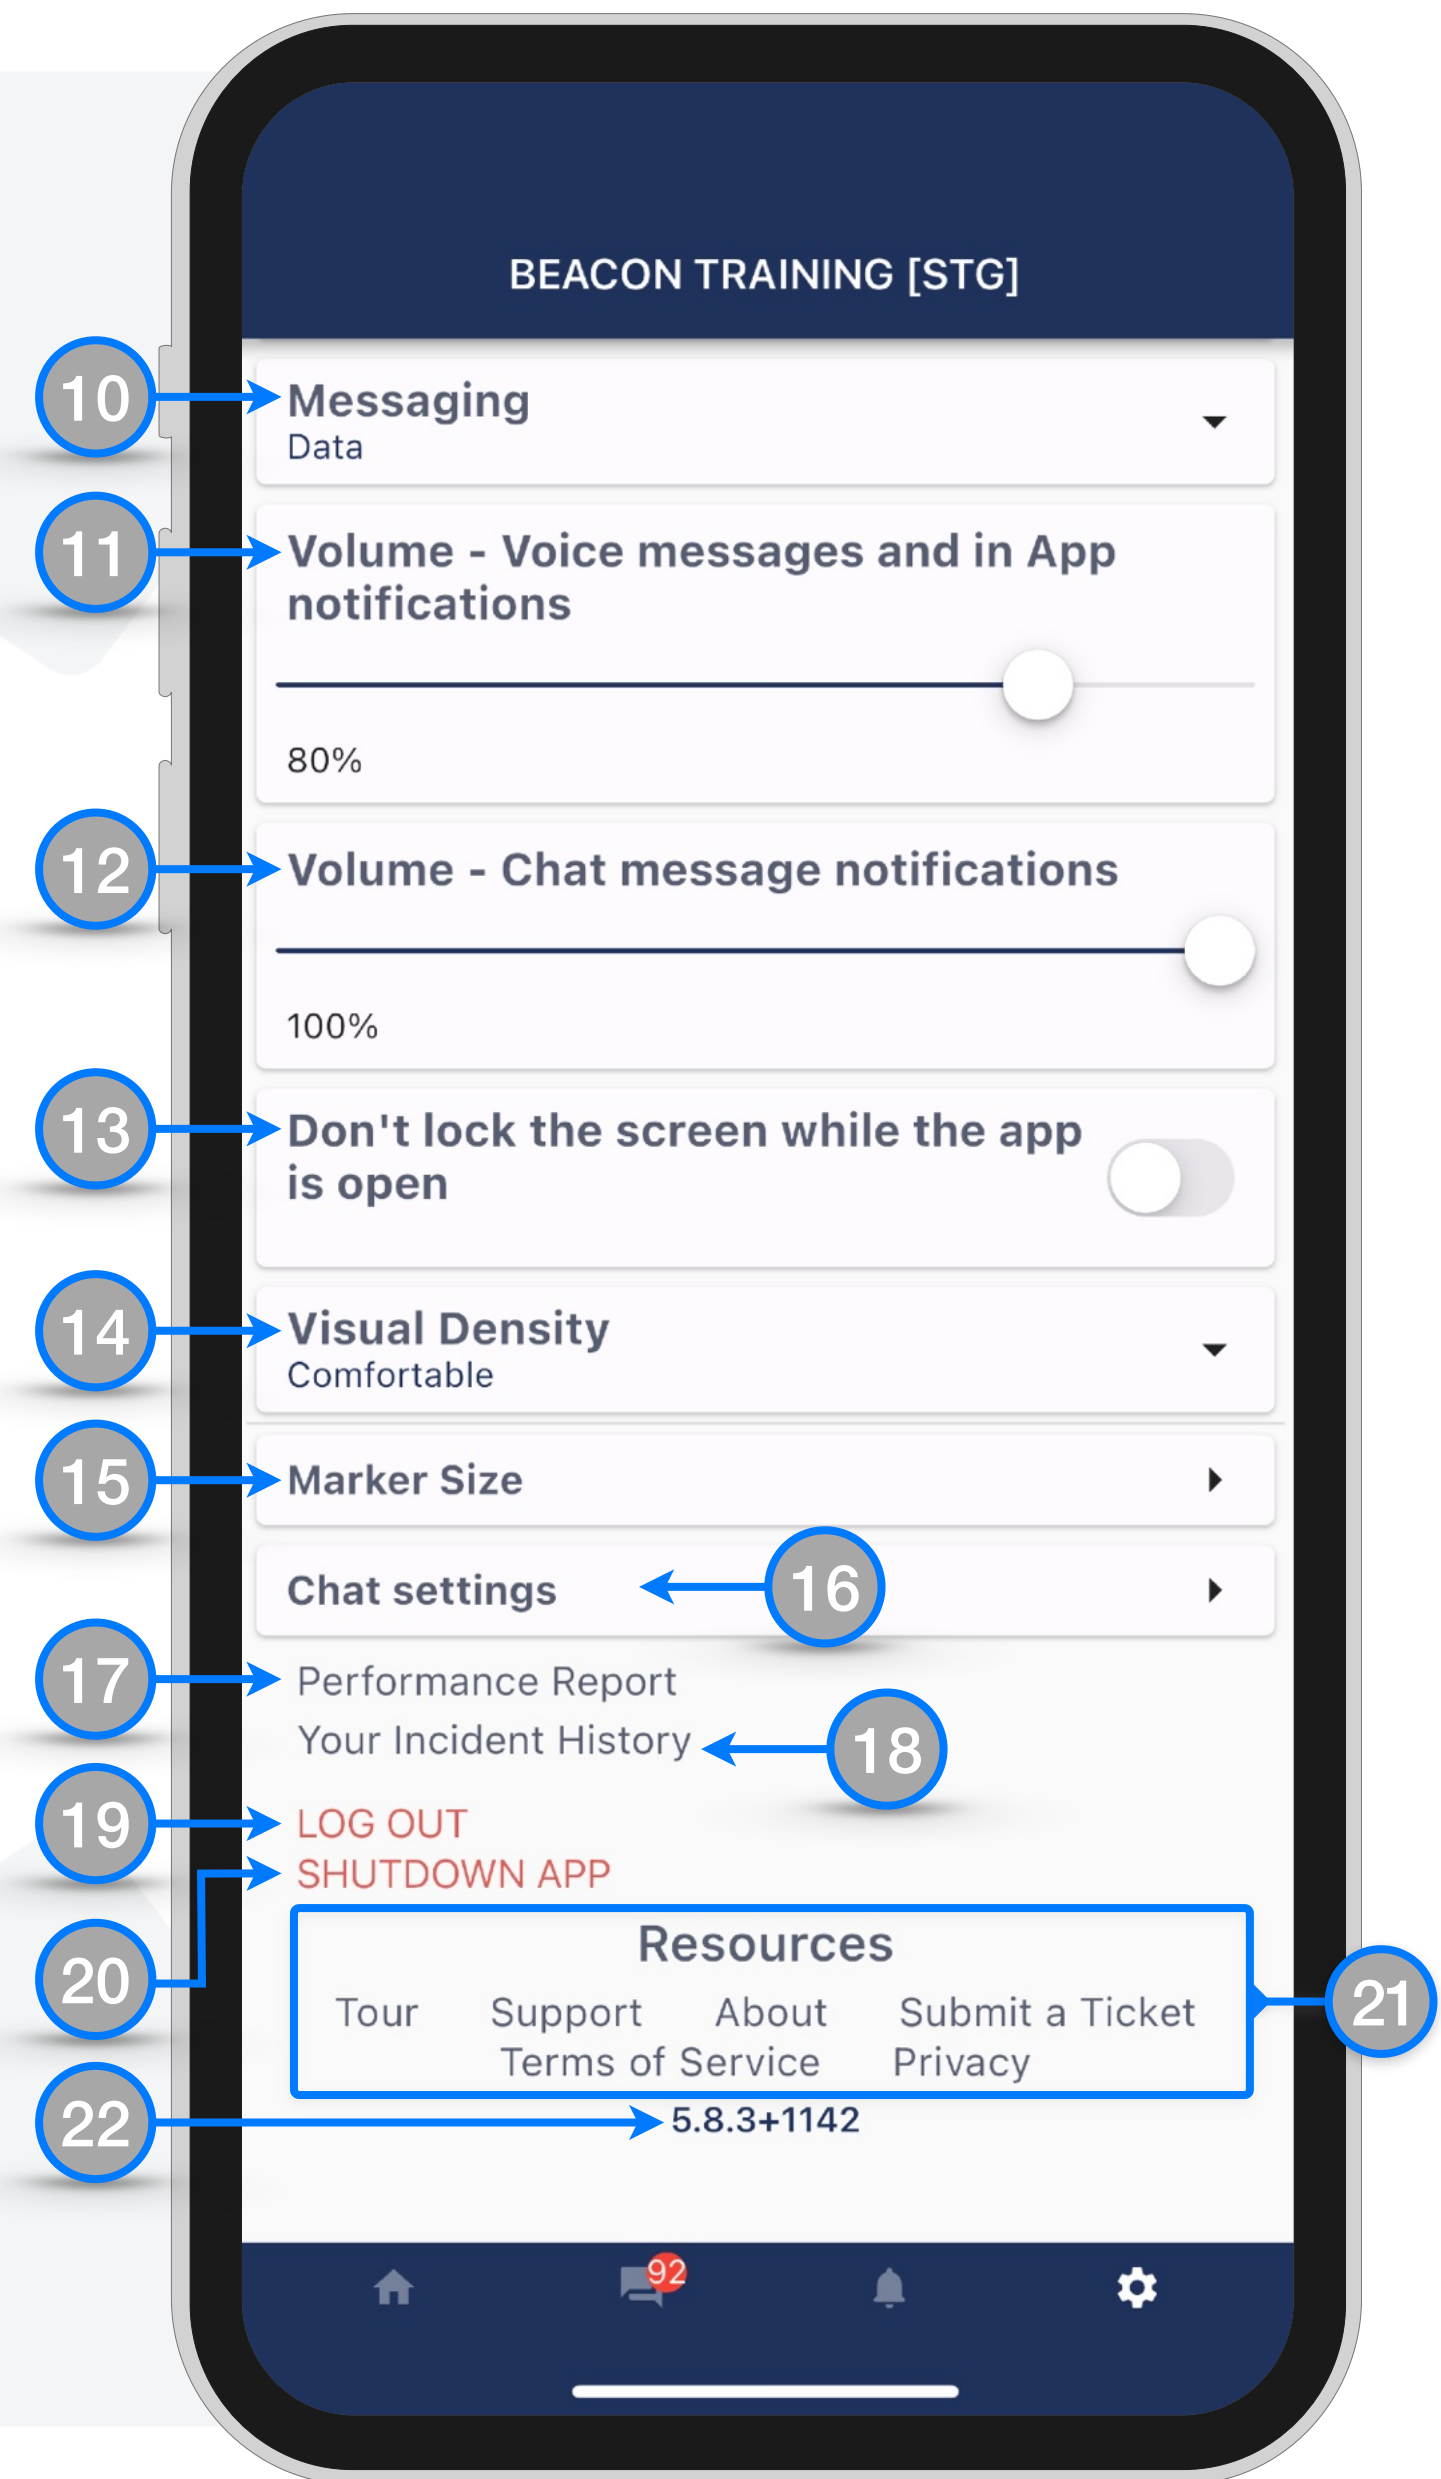 BEACON TRAINING [STG]
10
Messaging
Data
11
Volume - Voice messages and in App
notifications
80%
12
Volume - Chat message notifications
100%
13
Don't lock the screen while the app
is open
14
Visual Density
Comfortable
15
Marker Size
Chat settings
16
17
Performance Report
Your Incident History
18
19
LOG OUT
SHUTDOWN APP
20
Resources
Tour Support About Submit a Ticket
21
Terms of Service Privacy
22
5.8.3+1142
92